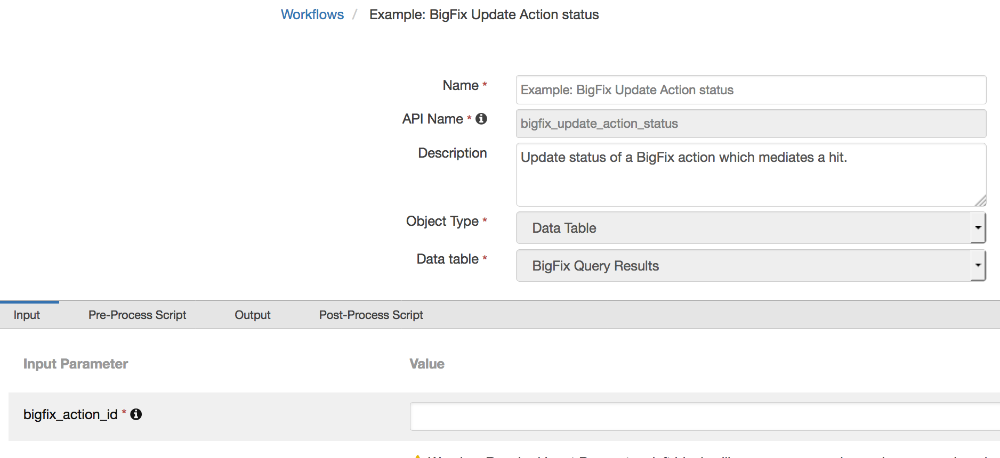 Workflows / Example: BigFix Update Action status
Name * Example: BigFix Update Action status
API Name * bigfix_update_action_status
Description Update status of a BigFix action which mediates a hit.
Object Type * Data Table
Data table * BigFix Query Results
Input Pre-Process Script Output Post-Process Script
Input Parameter Value
bigfix_action_id *